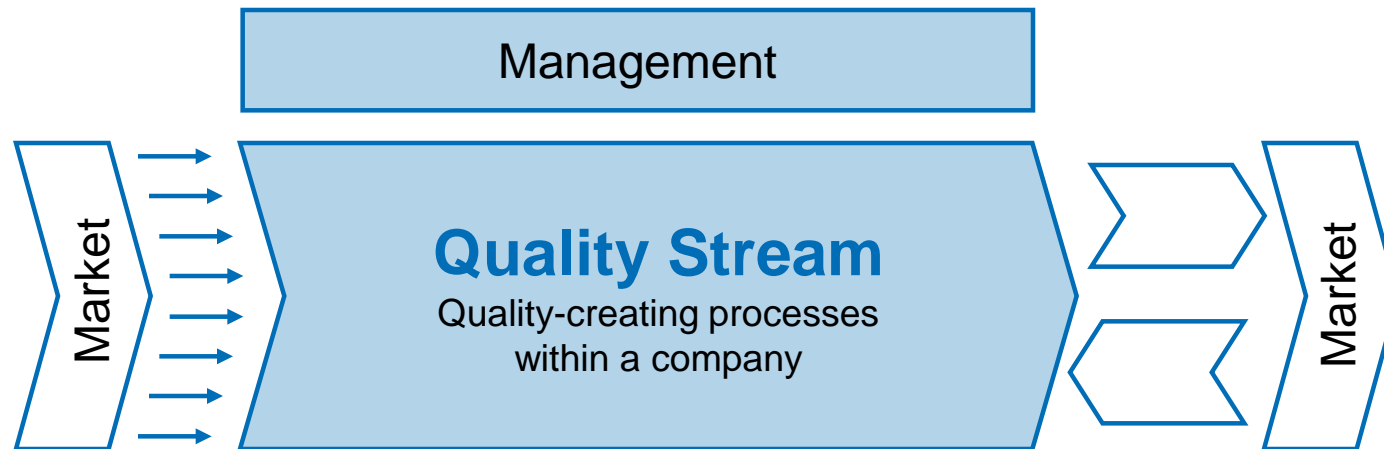 Management
Market
Quality Stream
Quality-creating processes
within a company
Market